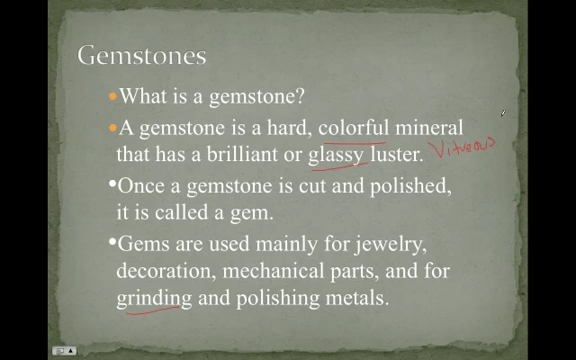 Gemstones
•What is a gemstone?
•A gemstone is a hard, colorful mineral
that has a brilliant or glassy luster. Vitreous
•Once a gemstone is cut and polished,
it is called a gem.
•Gems are used mainly for jewelry,
decoration, mechanical parts, and for
grinding and polishing metals.